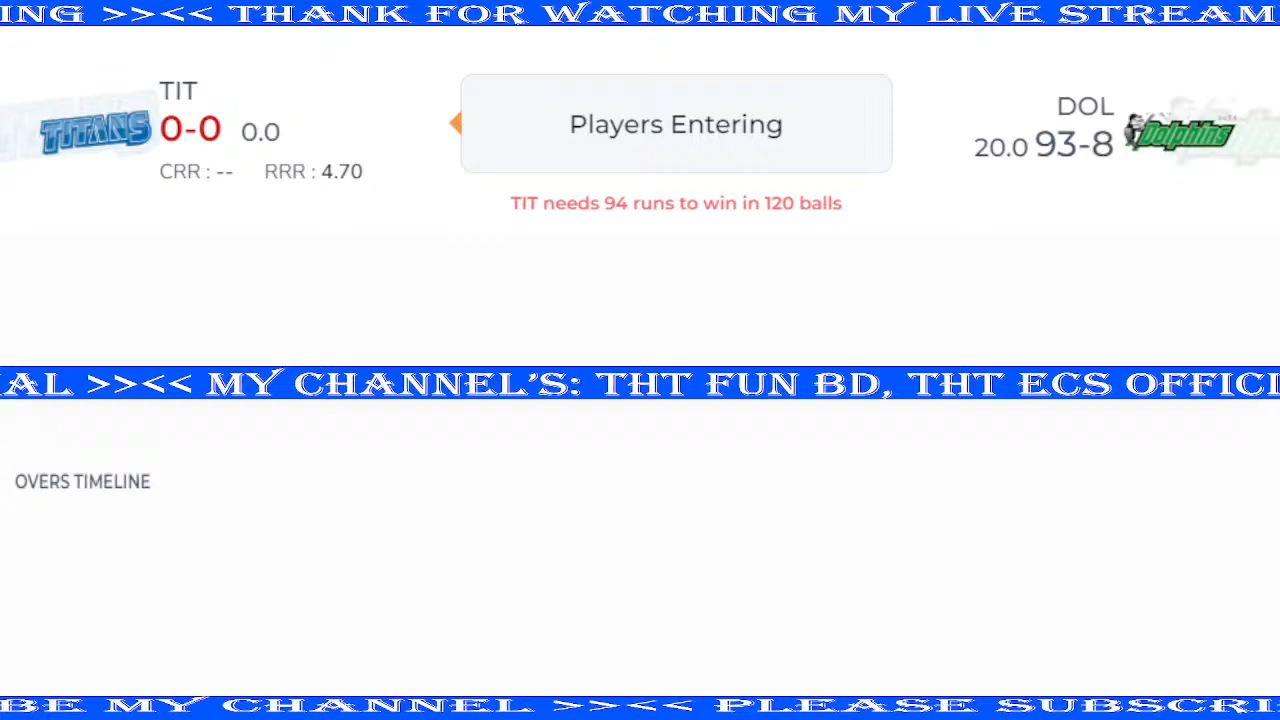 ING >><< THANK FOR WATCHING MY LIVE STREAM
TITANS
TIT
0-0 0.0
CRR : -- RRR : 4.70
Players Entering
TIT needs 94 runs to win in 120 balls
DOL
20.0 93-8
Dolphins
IAL >><< MY CHANNEL'S: THT FUN BD, THT ECS OFFICI
OVERS TIMELINE
BE MY CHANNEL >><< PLEASE SUBSCRI